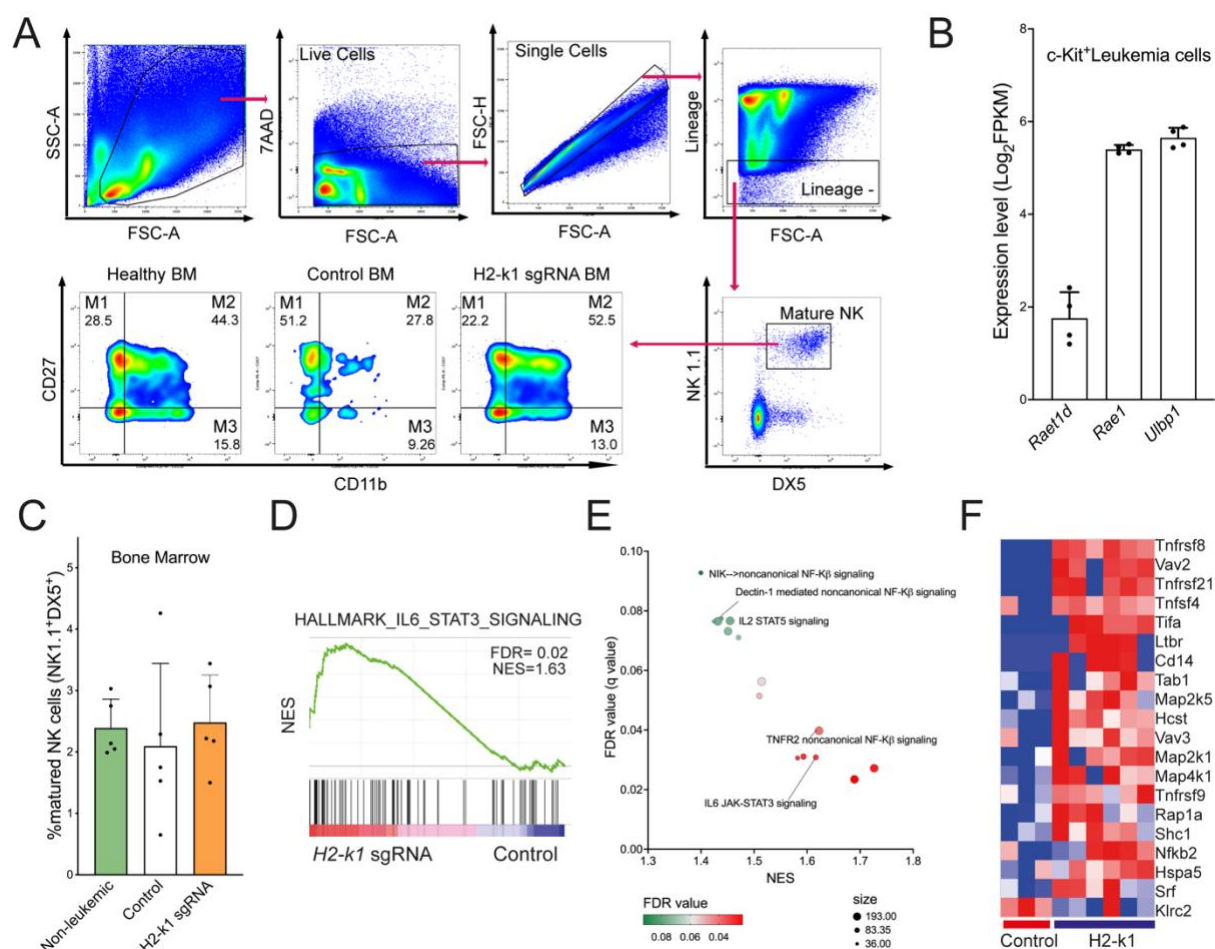 A
SSC-A
FSC-A
Live Cells
7AAD
FSC-A
Single Cells
FSC-H
FSC-A
Lineage
Lineage -
FSC-A
Healthy BM
M1
28.5
M2
44.3
M3
15.8
CD27
Control BM
M1
51.2
M2
27.8
M3
9.26
H2-k1 sgRNA BM
M1
22.2
M2
52.5
M3
13.0
CD11b
Mature NK
NK 1.1
DX5
B
c-Kit+Leukemia cells
Expression level (Log2FPKM)
8
6
4
2
0
Raet1d
Rae1
Ulbp1
C
Bone Marrow
%matured NK cells (NK1.1+DX5+)
5
4
3
2
1
0
Non-leukemic
Control
H2-k1 sgRNA
D
HALLMARK_IL6_STAT3_SIGNALING
FDR= 0.02
NES=1.63
NES
H2-k1 sgRNA
Control
E
FDR value (q value)
0.10
0.08
0.06
0.04
0.02
0.00
NIK-->noncanonical NF-Kβ signaling
Dectin-1 mediated noncanonical NF-Kβ signaling
IL2 STAT5 signaling
TNFR2 noncanonical NF-Kβ signaling
IL6 JAK-STAT3 signaling
1.3 1.4 1.5 1.6 1.7 1.8
NES
FDR value
0.08 0.06 0.04
size
193.00
83.35
36.00
F
Tnfrsf8
Vav2
Tnfrsf21
Tnfsf4
Tifa
Ltbr
Cd14
Tab1
Map2k5
Hcst
Vav3
Map2k1
Map4k1
Tnfrsf9
Rap1a
Shc1
Nfkb2
Hspa5
Srf
Klrc2
Control
H2-k1